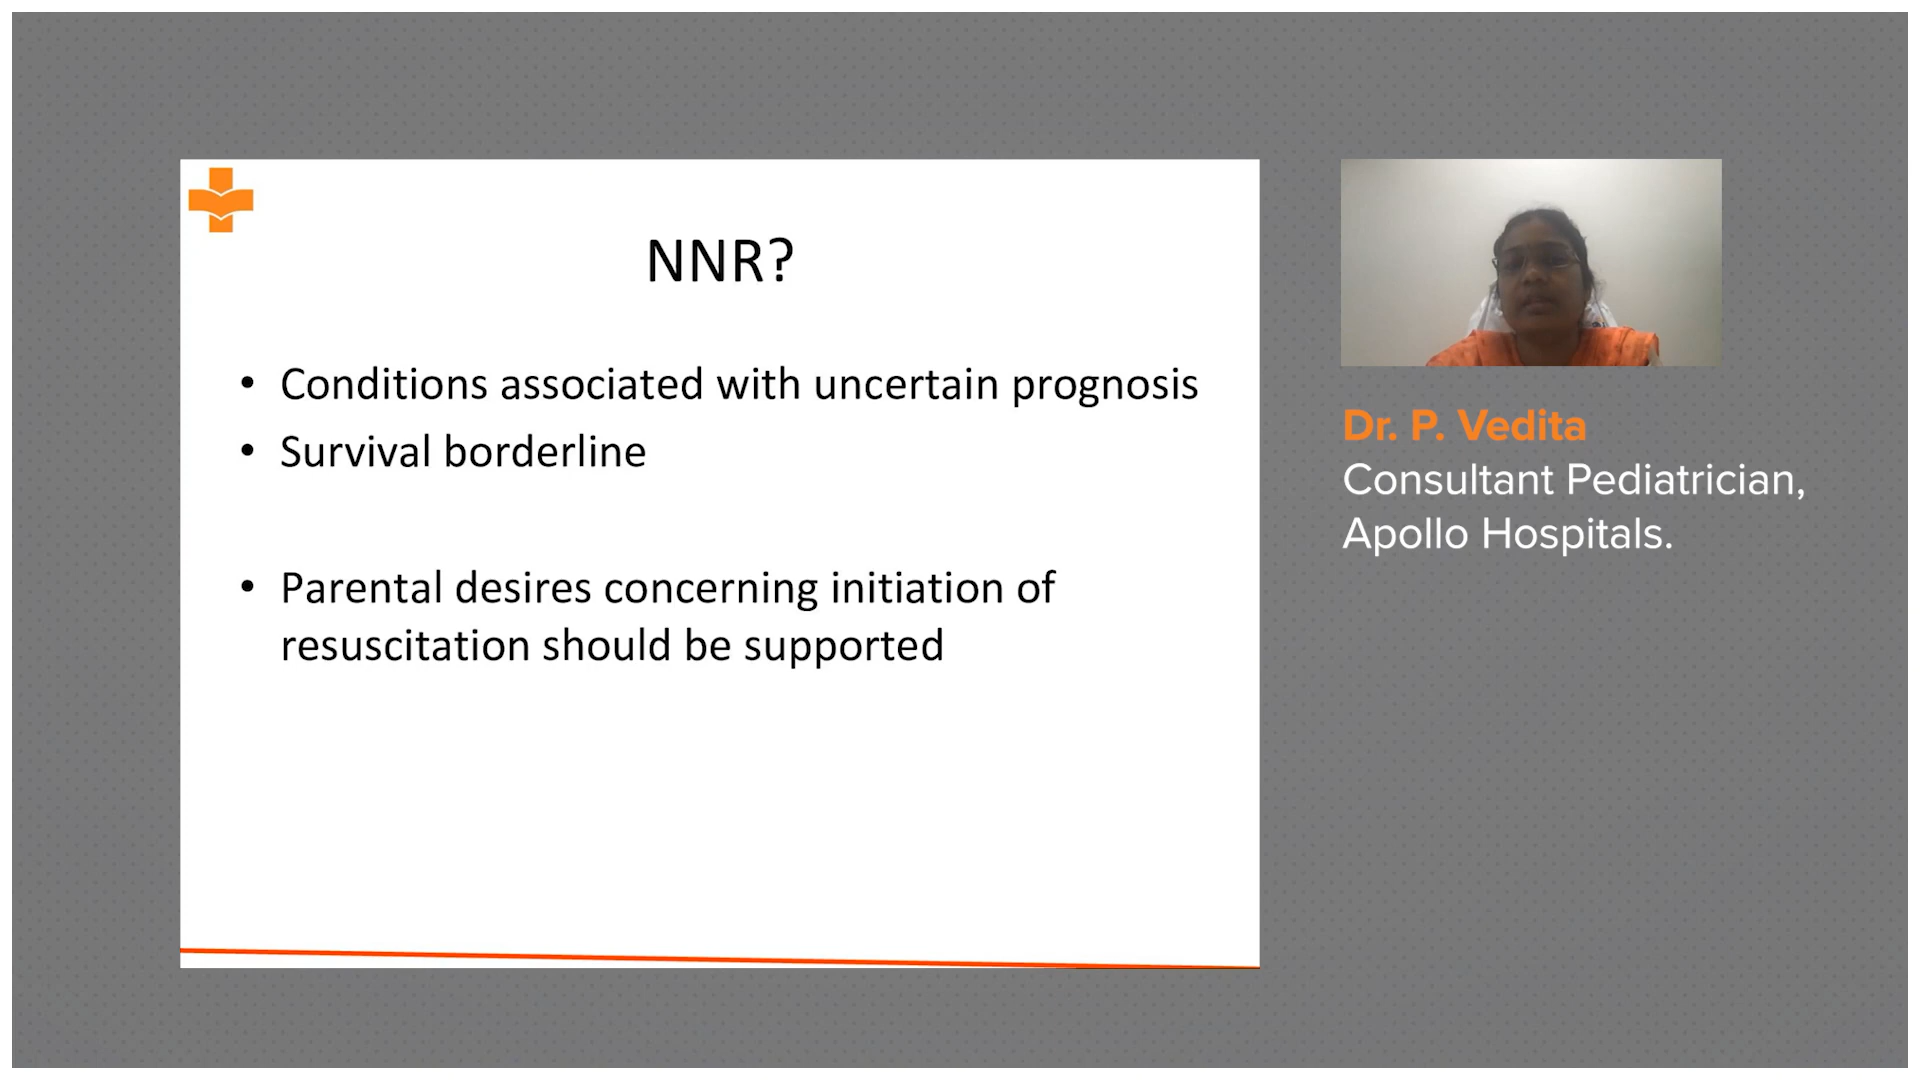 NNR?
• Conditions associated with uncertain prognosis
• Survival borderline
• Parental desires concerning initiation of
resuscitation should be supported
Dr. P. Vedita
Consultant Pediatrician,
Apollo Hospitals.